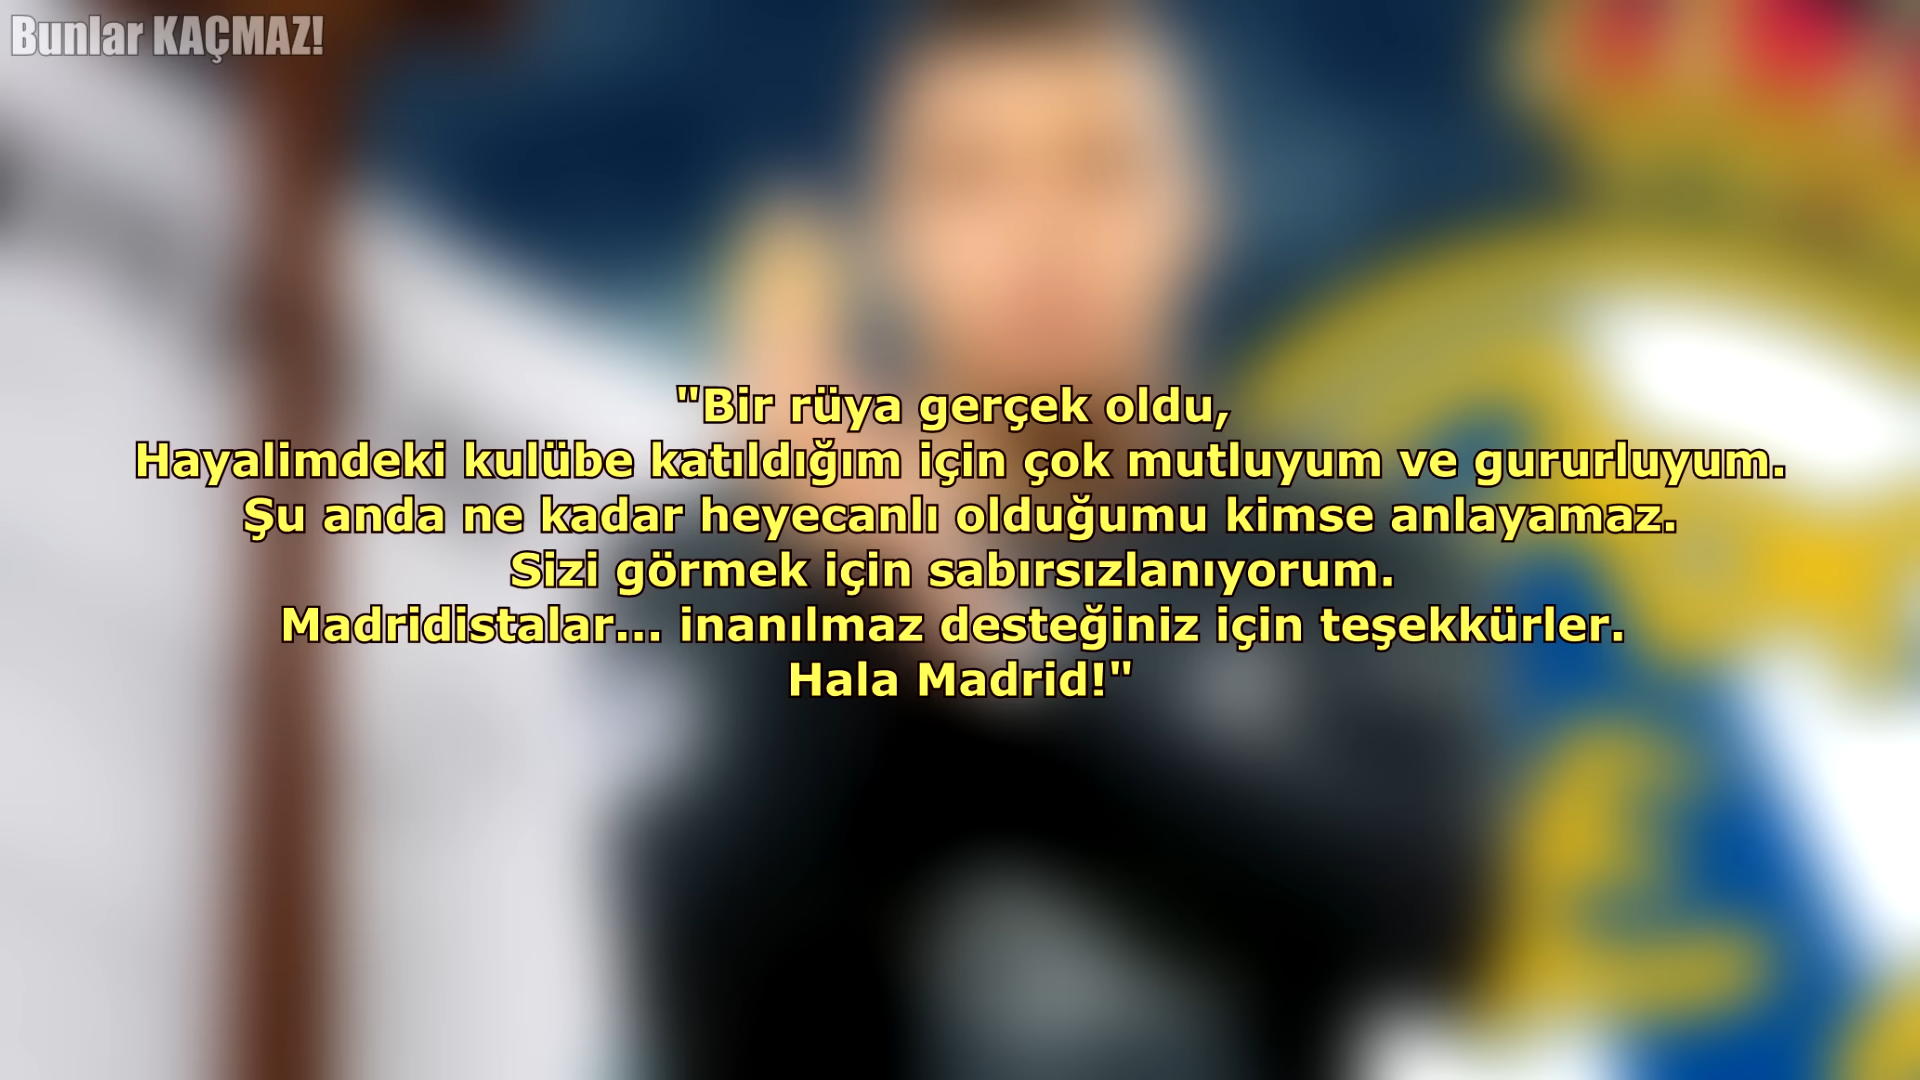 Bunlar KAÇMAZ!
"Bir rüya gerçek oldu,
Hayalimdeki kulübe katıldığım için çok mutluyum ve gururluyum.
Şu anda ne kadar heyecanlı olduğumu kimse anlayamaz.
Sizi görmek için sabırsızlanıyorum.
Madridistalar... inanılmaz desteğiniz için teşekkürler.
Hala Madrid!"